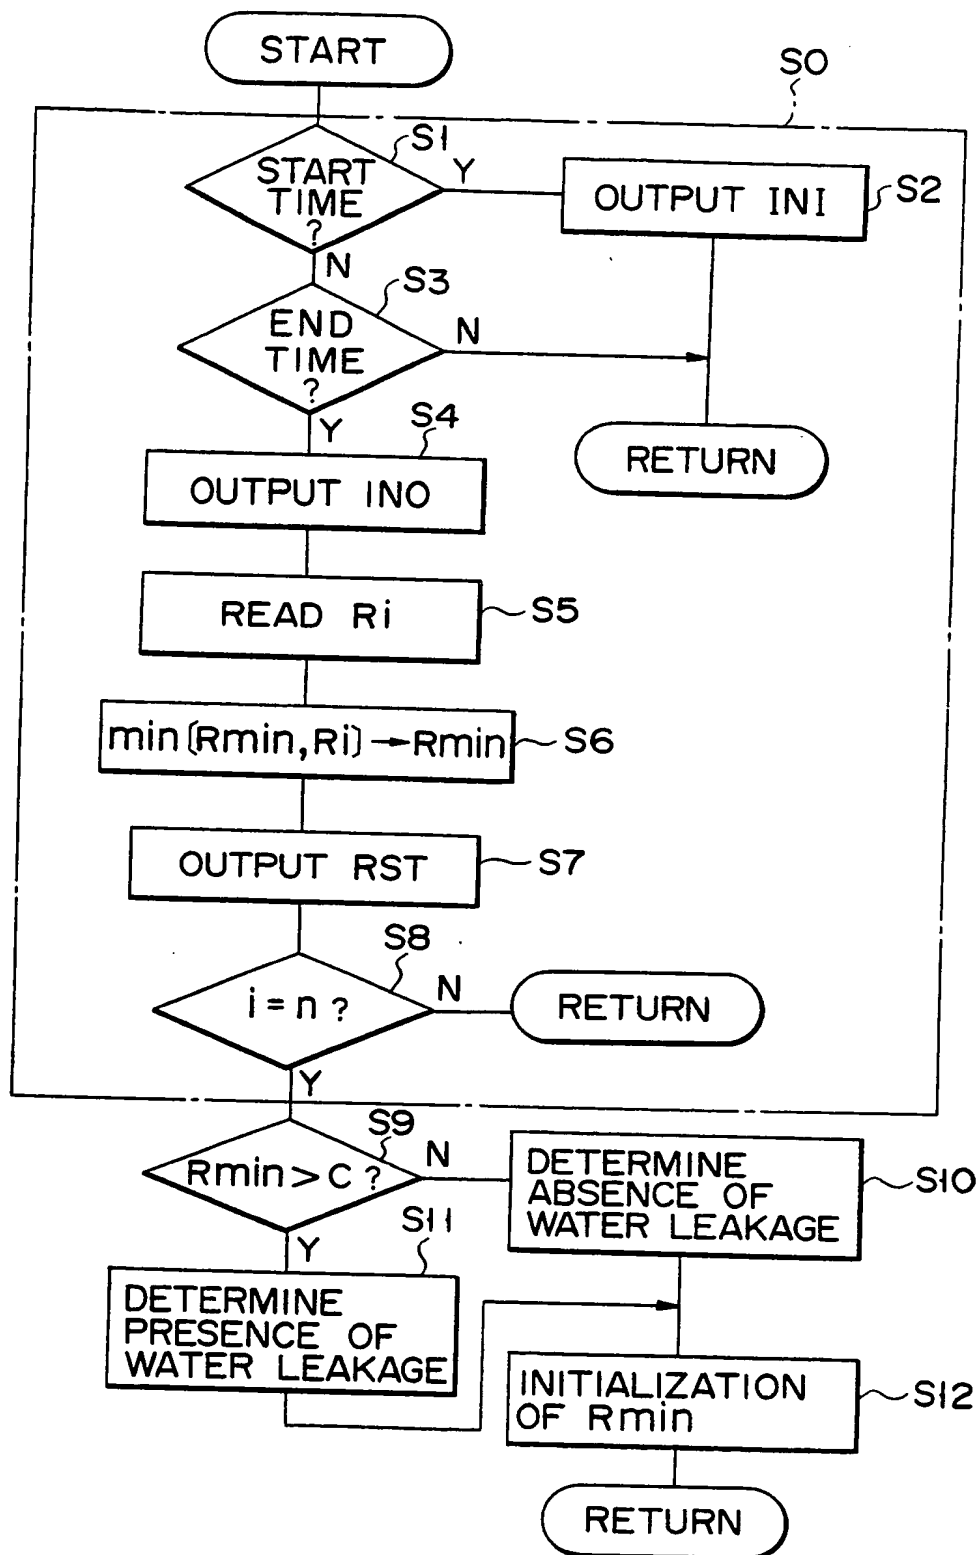 START
S0
S1
START
TIME
?
Y
OUTPUT INI
S2
N
S3
END
TIME
?
N
Y
RETURN
S4
OUTPUT INO
READ Ri
S5
min(Rmin,Ri)→Rmin
S6
OUTPUT RST
S7
S8
i=n?
N
RETURN
Y
S9
Rmin>C?
N
DETERMINE
ABSENCE OF
WATER LEAKAGE
S10
Y
S11
DETERMINE
PRESENCE OF
WATER LEAKAGE
INITIALIZATION
OF Rmin
S12
RETURN